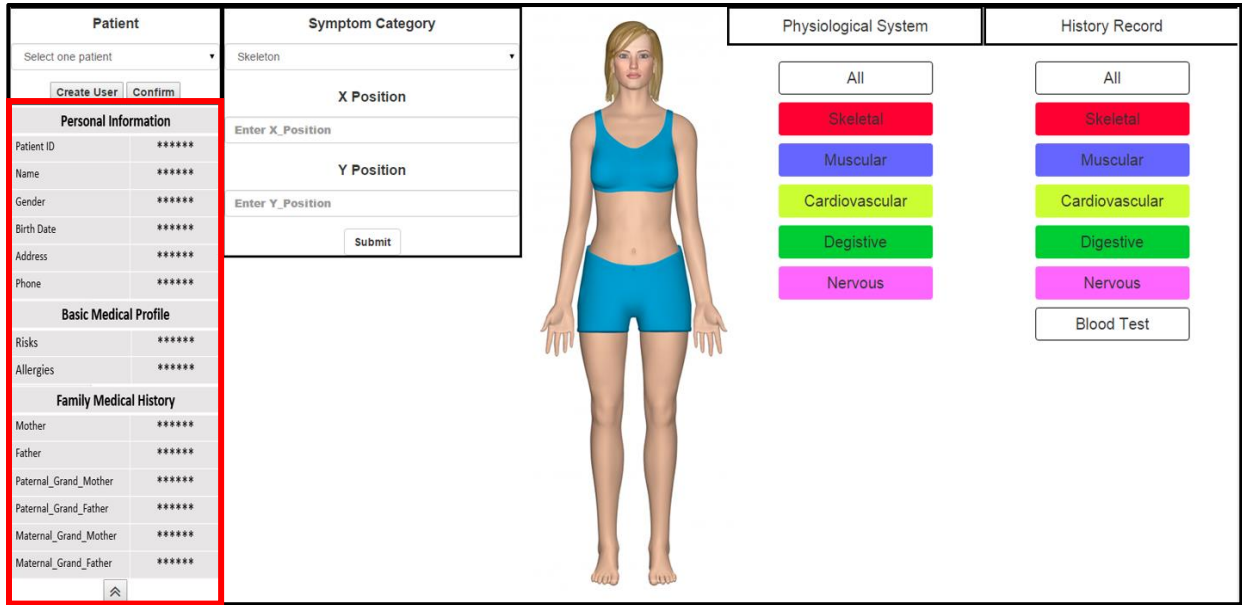 Patient
Select one patient
Create User Confirm
Personal Information
Patient ID ******
Name ******
Gender ******
Birth Date ******
Address ******
Phone ******
Basic Medical Profile
Risks ******
Allergies ******
Family Medical History
Mother ******
Father ******
Paternal_Grand_Mother ******
Paternal_Grand_Father ******
Maternal_Grand_Mother ******
Maternal_Grand_Father ******
Symptom Category
Skeleton
X Position
Enter X_Position
Y Position
Enter Y_Position
Submit
Physiological System
All
Skeletal
Muscular
Cardiovascular
Degistive
Nervous
History Record
All
Skeletal
Muscular
Cardiovascular
Digestive
Nervous
Blood Test